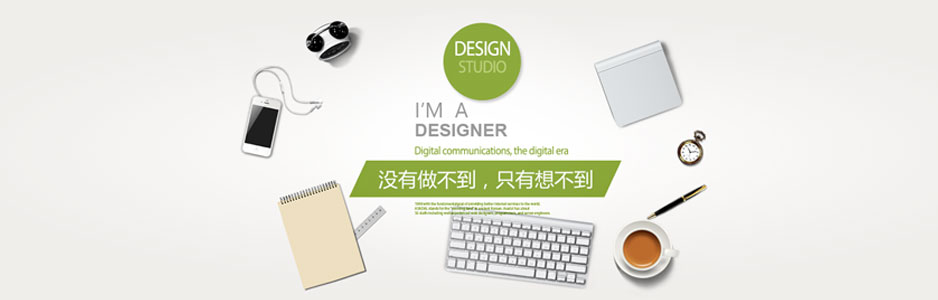 DESIGN
STUDIO
I'M A
DESIGNER
Digital communications, the digital era
没有做不到，只有想不到